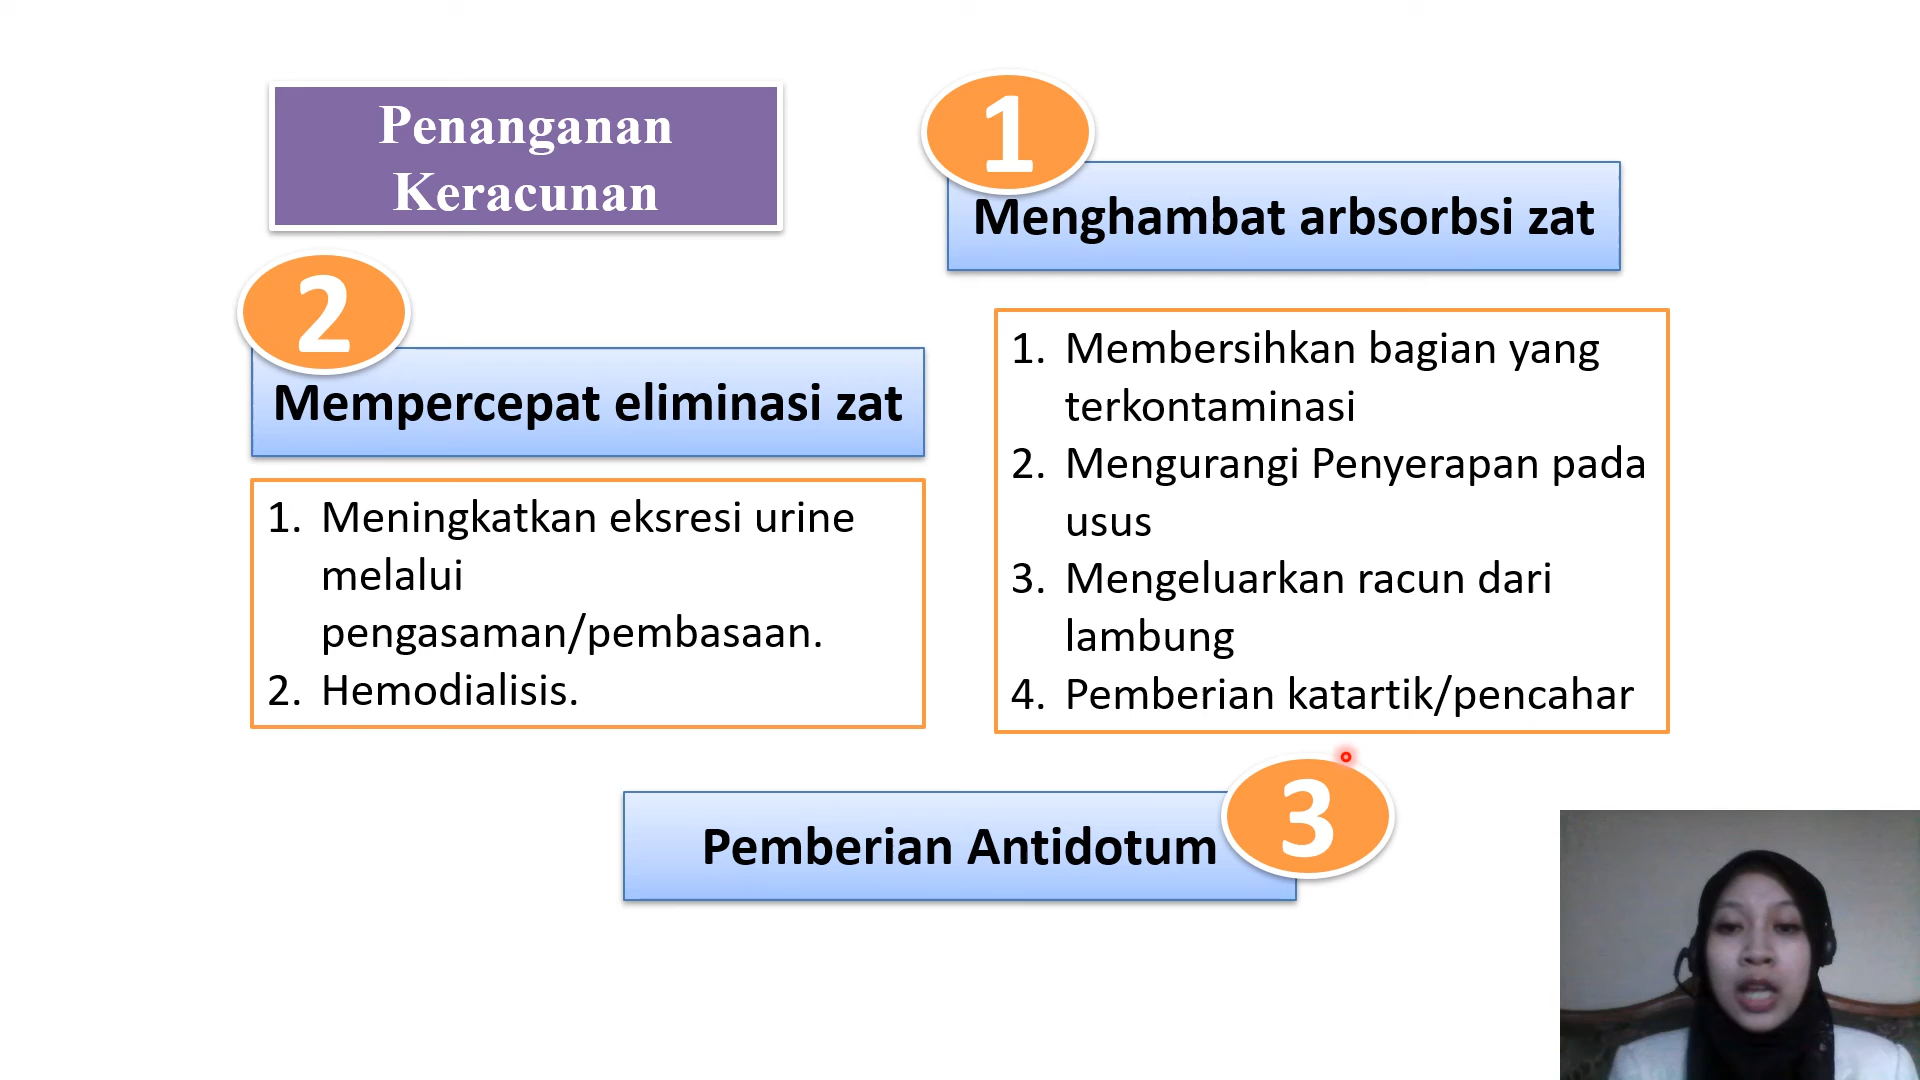 Penanganan
Keracunan
1
Menghambat arbsorbsi zat
1. Membersihkan bagian yang
terkontaminasi
2. Mengurangi Penyerapan pada
usus
3. Mengeluarkan racun dari
lambung
4. Pemberian katartik/pencahar
2
Mempercepat eliminasi zat
1. Meningkatkan eksresi urine
melalui
pengasaman/pembasaan.
2. Hemodialisis.
3
Pemberian Antidotum